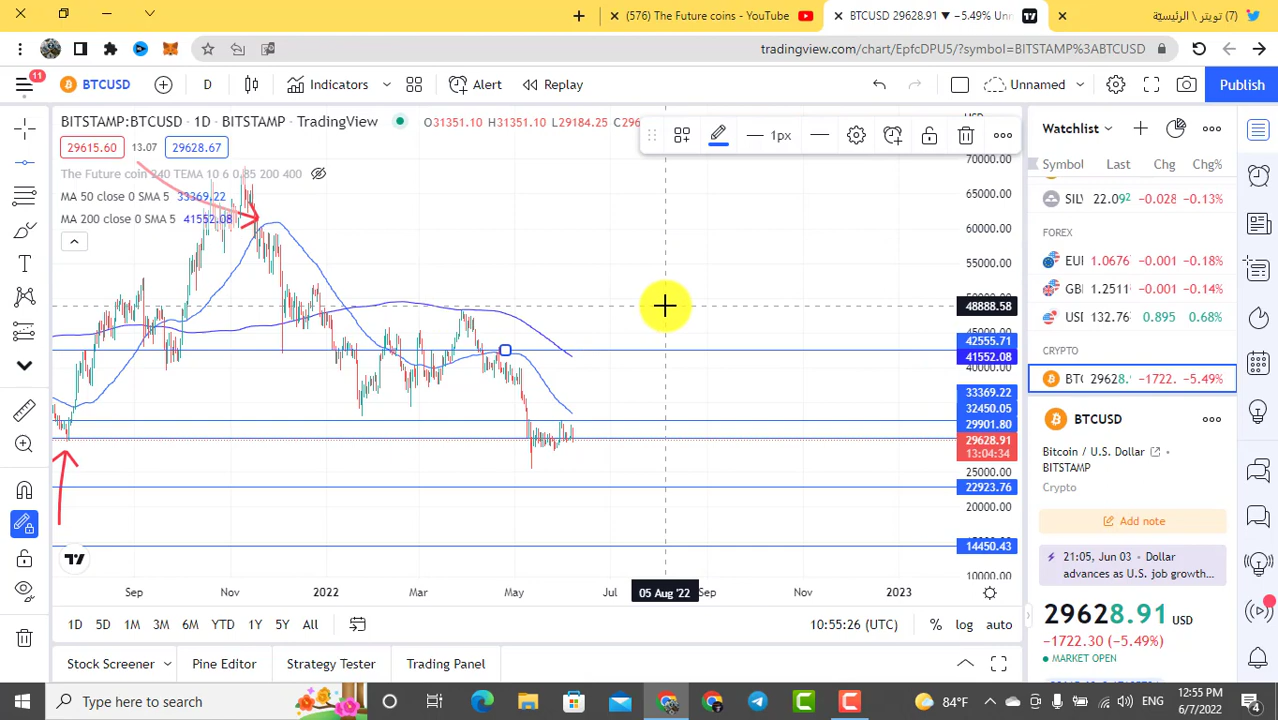 (576) The Future coins - YouTube
BTCUSD 29628.91 ▼ −5.49% Unn
(7) تويتر \ الرئيسيّة
tradingview.com/chart/EpfcDPU5/?symbol=BITSTAMP%3ABTCUSD
11
BTCUSD
D
Indicators
Alert
Replay
Unnamed
Publish
BITSTAMP:BTCUSD · 1D · BITSTAMP · TradingView
O31351.10 H31351.10 L29184.25 C296
29615.60
13.07
29628.67
The Future coin 240 TEMA 10 6 0.85 200 400
MA 50 close 0 SMA 5 33369.22
MA 200 close 0 SMA 5 41552.08
1px
70000.00
65000.00
60000.00
55000.00
48888.58
45000.00
42555.71
41552.08
40000.00
33369.22
32450.05
29901.80
29628.91
13:04:34
25000.00
22923.76
20000.00
14450.43
10000.00
Sep
Nov
2022
Mar
May
Jul
05 Aug '22
Sep
Nov
2023
1D
5D
1M
3M
6M
YTD
1Y
5Y
All
10:55:26 (UTC)
%
log
auto
Stock Screener
Pine Editor
Strategy Tester
Trading Panel
Watchlist
Symbol Last Chg Chg%
SIL 22.092 −0.028 −0.13%
FOREX
EUI 1.0676 −0.001 −0.18%
GB 1.2511 −0.001 −0.14%
USI 132.76 0.895 0.68%
CRYPTO
BTC 29628. −1722. −5.49%
BTCUSD
Bitcoin / U.S. Dollar
BITSTAMP
Crypto
Add note
21:05, Jun 03 • Dollar
advances as U.S. job growth...
29628.91 USD
−1722.30 (−5.49%)
MARKET OPEN
Type here to search
84°F
ENG
12:55 PM
6/7/2022
4